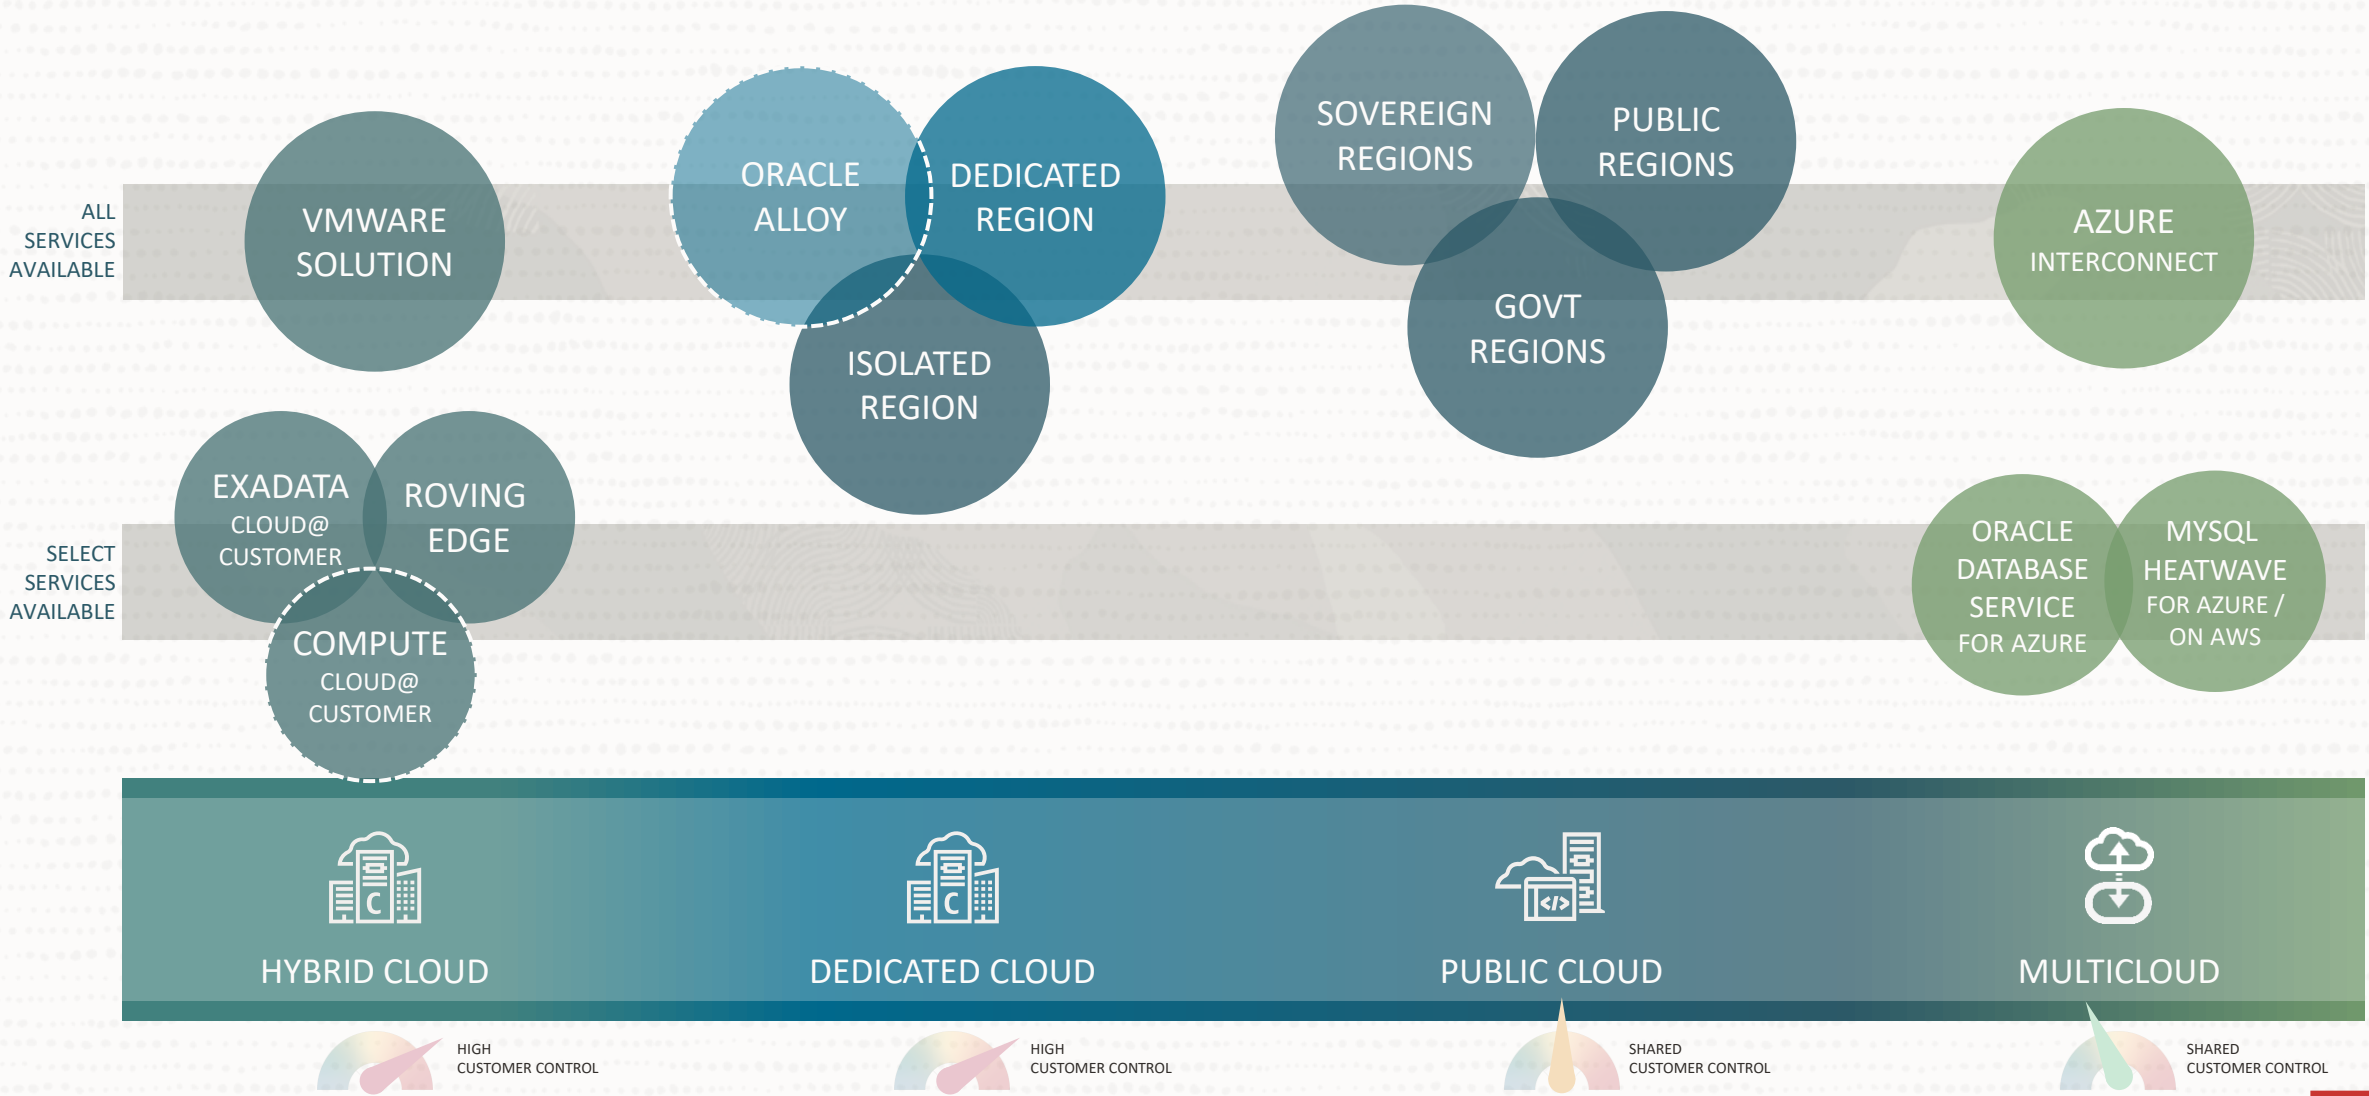 ALL
SERVICES
AVAILABLE
VMWARE
SOLUTION
ORACLE
ALLOY
DEDICATED
REGION
ISOLATED
REGION
SOVEREIGN
REGIONS
PUBLIC
REGIONS
GOVT
REGIONS
AZURE
INTERCONNECT
SELECT
SERVICES
AVAILABLE
EXADATA
CLOUD@
CUSTOMER
ROVING
EDGE
COMPUTE
CLOUD@
CUSTOMER
ORACLE
DATABASE
SERVICE
FOR AZURE
MYSQL
HEATWAVE
FOR AZURE /
ON AWS
C
HYBRID CLOUD
C
DEDICATED CLOUD
</>
PUBLIC CLOUD
MULTICLOUD
HIGH
CUSTOMER CONTROL
HIGH
CUSTOMER CONTROL
SHARED
CUSTOMER CONTROL
SHARED
CUSTOMER CONTROL